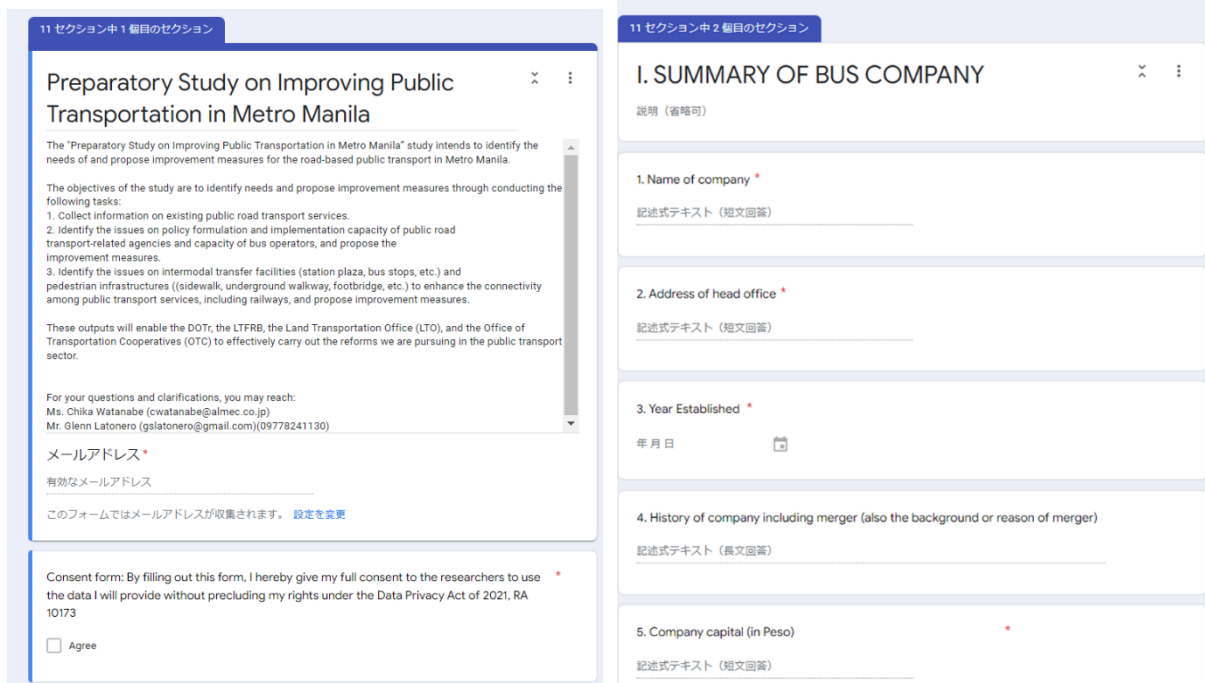 11 セクション中 1 個目のセクション
Preparatory Study on Improving Public
Transportation in Metro Manila
The "Preparatory Study on Improving Public Transportation in Metro Manila" study intends to identify the
needs of and propose improvement measures for the road-based public transport in Metro Manila.
The objectives of the study are to identify needs and propose improvement measures through conducting the
following tasks:
1. Collect information on existing public road transport services.
2. Identify the issues on policy formulation and implementation capacity of public road
transport-related agencies and capacity of bus operators, and propose the
improvement measures.
3. Identify the issues on intermodal transfer facilities (station plaza, bus stops, etc.) and
pedestrian infrastructures ((sidewalk, underground walkway, footbridge, etc.) to enhance the connectivity
among public transport services, including railways, and propose improvement measures.
These outputs will enable the DOTr, the LTFRB, the Land Transportation Office (LTO), and the Office of
Transportation Cooperatives (OTC) to effectively carry out the reforms we are pursuing in the public transport
sector.
For your questions and clarifications, you may reach:
Ms. Chika Watanabe (cwatanabe@almec.co.jp)
Mr. Glenn Latonero (gslatonero@gmail.com)(09778241130)
メールアドレス *
有効なメールアドレス
このフォームではメールアドレスが収集されます。 設定を変更
Consent form: By filling out this form, I hereby give my full consent to the researchers to use *
the data I will provide without precluding my rights under the Data Privacy Act of 2021, RA
10173
Agree
11 セクション中 2 個目のセクション
I. SUMMARY OF BUS COMPANY
説明（省略可）
1. Name of company *
記述式テキスト（短文回答）
2. Address of head office *
記述式テキスト（短文回答）
3. Year Established *
年月日
4. History of company including merger (also the background or reason of merger)
記述式テキスト（長文回答）
5. Company capital (in Peso) *
記述式テキスト（短文回答）